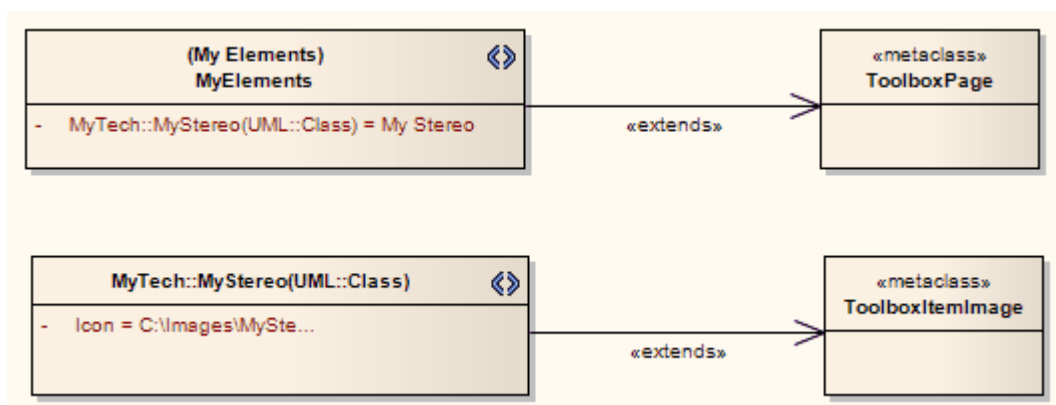 (My Elements)
MyElements
- MyTech::MyStereo(UML::Class) = My Stereo
«extends»
«metaclass»
ToolboxPage
MyTech::MyStereo(UML::Class)
- Icon = C:\Images\MySte...
«extends»
«metaclass»
ToolboxItemImage